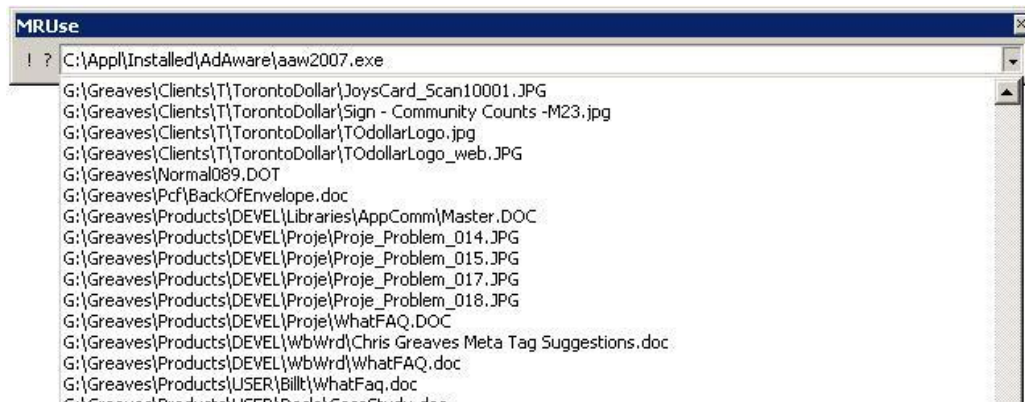 MRUse
! ? C:\Appl\Installed\AdAware\aaw2007.exe
G:\Greaves\Clients\T\TorontoDollar\JoysCard_Scan10001.JPG
G:\Greaves\Clients\T\TorontoDollar\Sign - Community Counts -M23.jpg
G:\Greaves\Clients\T\TorontoDollar\TOdollarLogo.jpg
G:\Greaves\Clients\T\TorontoDollar\TOdollarLogo_web.JPG
G:\Greaves\Normal089.DOT
G:\Greaves\Pcf\BackOfEnvelope.doc
G:\Greaves\Products\DEVEL\Libraries\AppComm\Master.DOC
G:\Greaves\Products\DEVEL\Proje\Proje_Problem_014.JPG
G:\Greaves\Products\DEVEL\Proje\Proje_Problem_015.JPG
G:\Greaves\Products\DEVEL\Proje\Proje_Problem_017.JPG
G:\Greaves\Products\DEVEL\Proje\Proje_Problem_018.JPG
G:\Greaves\Products\DEVEL\Proje\WhatFAQ.DOC
G:\Greaves\Products\DEVEL\WbWrd\Chris Greaves Meta Tag Suggestions.doc
G:\Greaves\Products\DEVEL\WbWrd\WhatFAQ.doc
G:\Greaves\Products\USER\Billt\WhatFaq.doc